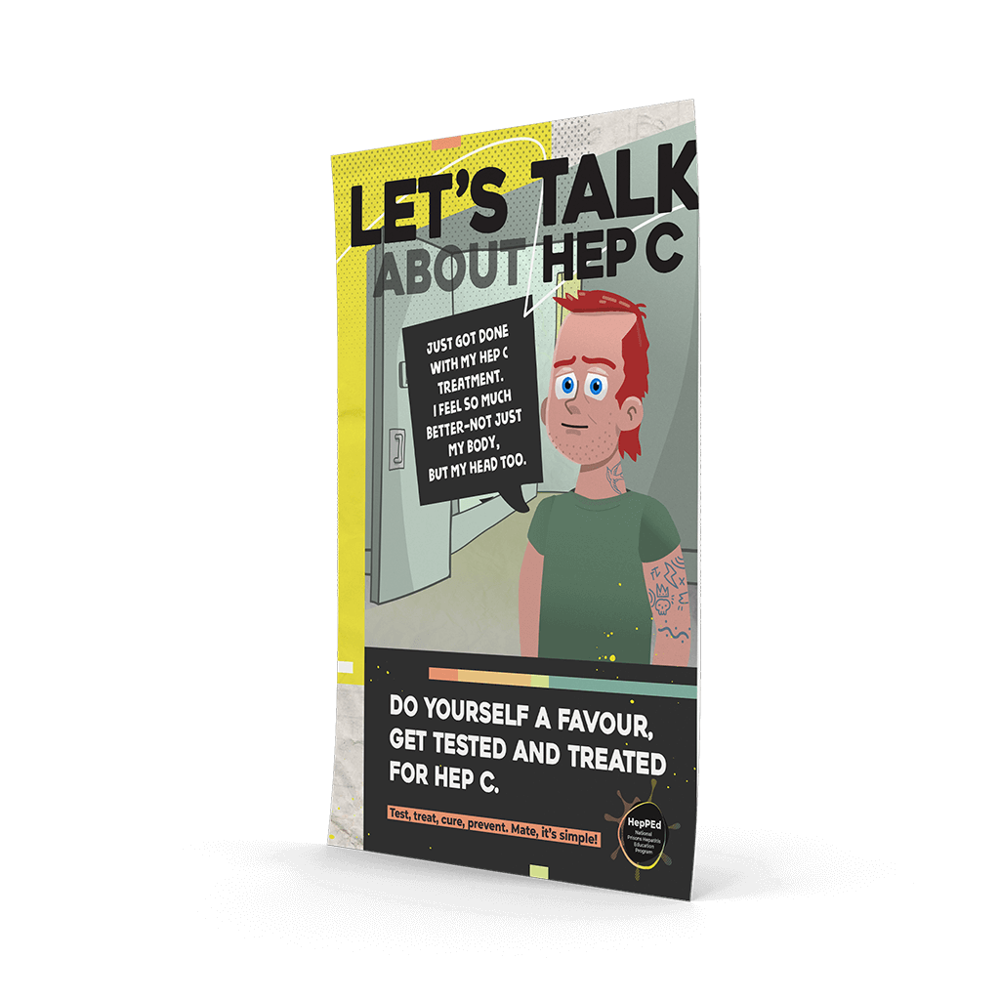 LET'S TALK
ABOUT HEP C
JUST GOT DONE
WITH MY HEP C
TREATMENT.
I FEEL SO MUCH
BETTER-NOT JUST
MY BODY,
BUT MY HEAD TOO.
DO YOURSELF A FAVOUR,
GET TESTED AND TREATED
FOR HEP C.
Test, treat, cure, prevent. Mate, it's simple!
HepPEd
National
Prisons Hepatitis
Education
Program